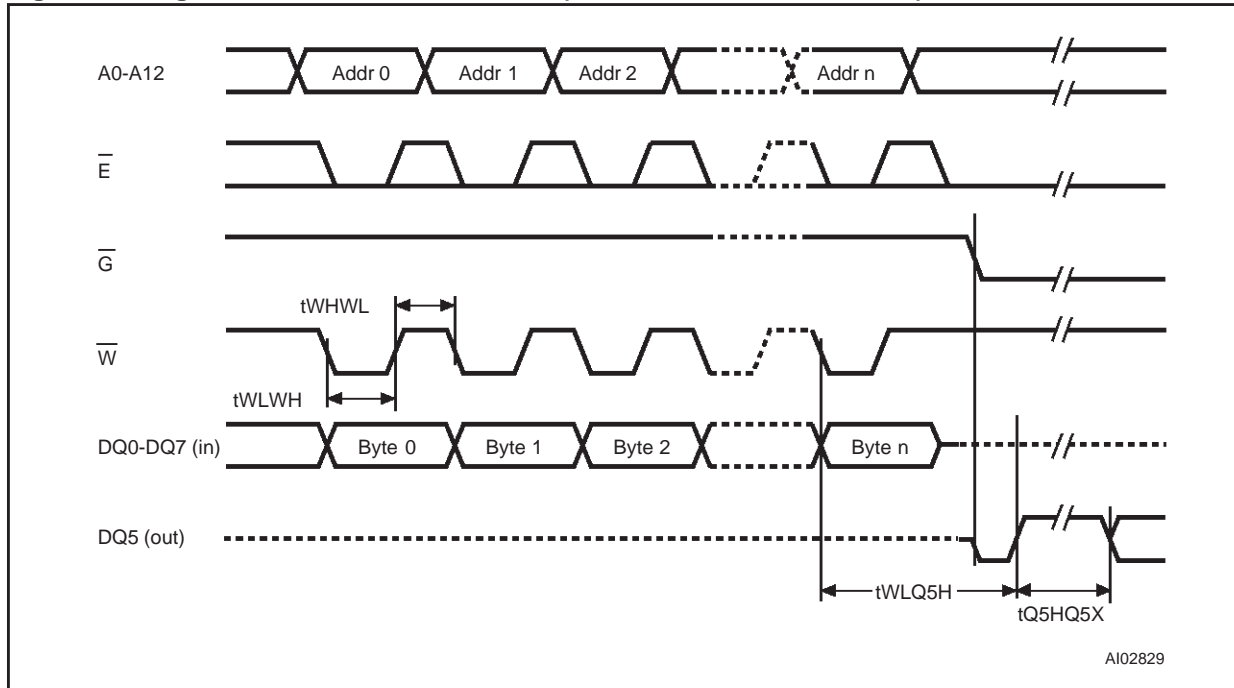 A0-A12
Addr 0
Addr 1
Addr 2
Addr n
E
G
tWHWL
W
tWLWH
DQ0-DQ7 (in)
Byte 0
Byte 1
Byte 2
Byte n
DQ5 (out)
tWLQ5H
tQ5HQ5X
AI02829